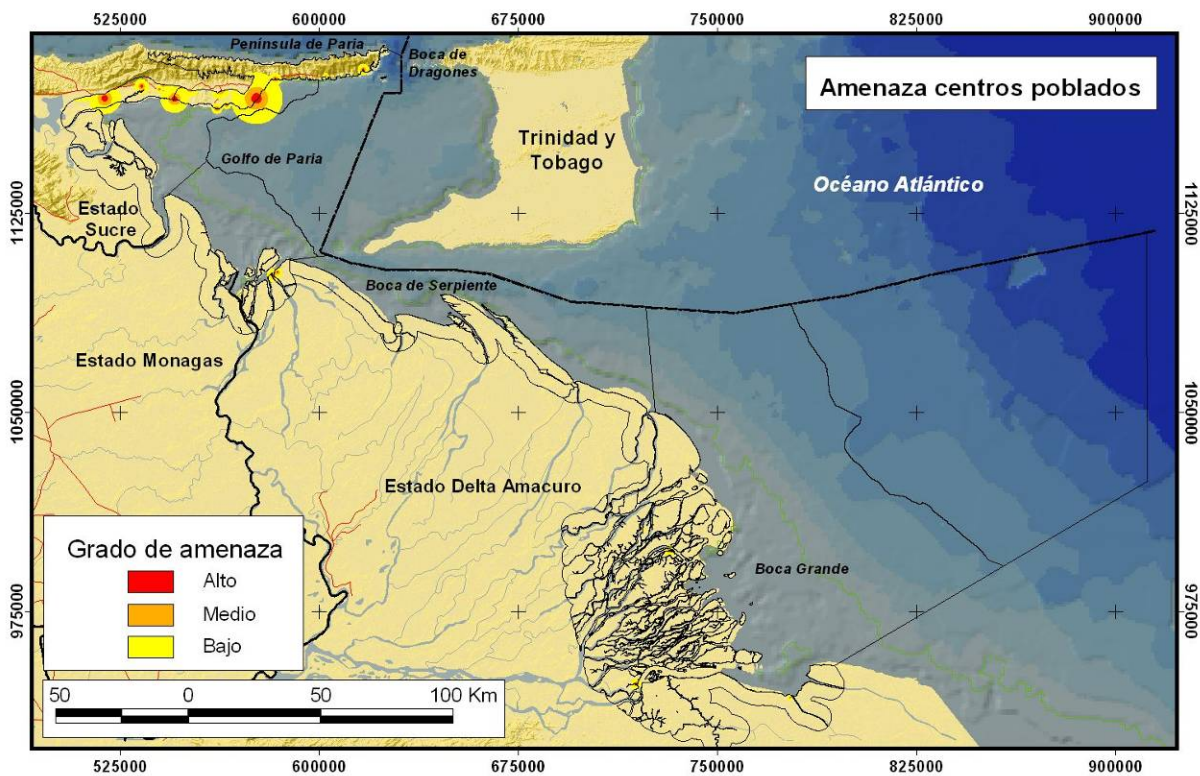 525000 600000 675000 750000 825000 900000
Península de Paria
Boca de
Dragones
Amenaza centros poblados
Trinidad y
Tobago
Golfo de Paria
Océano Atlántico
1125000
1125000
Estado
Sucre
Boca de Serpiente
Estado Monagas
1050000
1050000
Estado Delta Amacuro
Grado de amenaza
Alto
Medio
Bajo
Boca Grande
975000
975000
50 0 50 100 Km
525000 600000 675000 750000 825000 900000